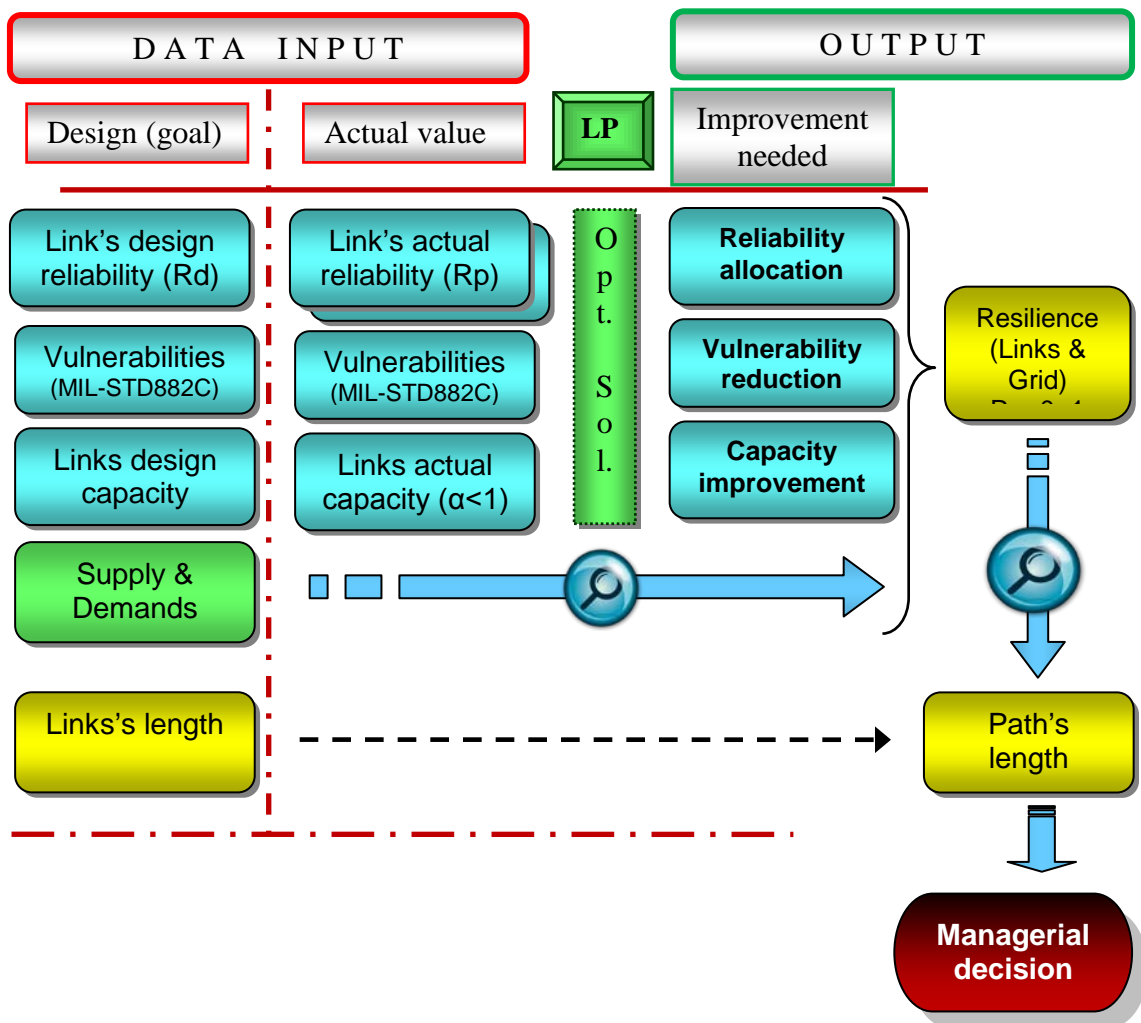 DATA INPUT
OUTPUT
Design (goal)
Actual value
LP
Improvement
needed
Link's design
reliability (Rd)
Link's actual
reliability (Rp)
Opt. Sol.
Reliability
allocation
Vulnerabilities
(MIL-STD882C)
Vulnerabilities
(MIL-STD882C)
Vulnerability
reduction
Resilience
(Links &
Grid)
Links design
capacity
Links actual
capacity (α<1)
Capacity
improvement
Supply &
Demands
Links's length
Path's
length
Managerial
decision